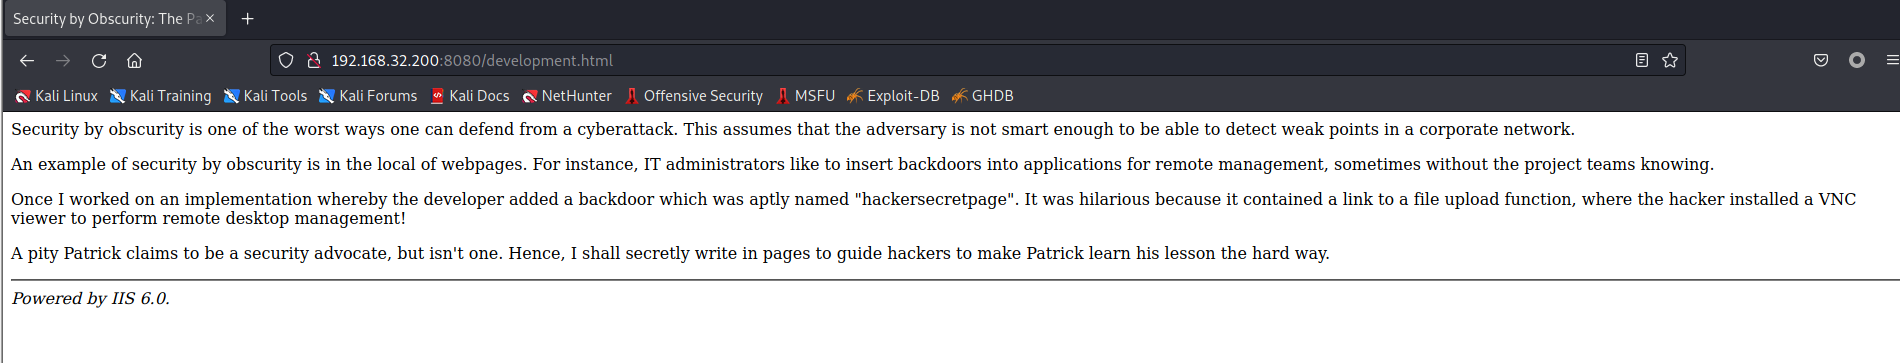 Security by Obscurity: The Pa
192.168.32.200:8080/development.html
Kali Linux Kali Training Kali Tools Kali Forums Kali Docs NetHunter Offensive Security MSFU Exploit-DB GHDB
Security by obscurity is one of the worst ways one can defend from a cyberattack. This assumes that the adversary is not smart enough to be able to detect weak points in a corporate network.
An example of security by obscurity is in the local of webpages. For instance, IT administrators like to insert backdoors into applications for remote management, sometimes without the project teams knowing.
Once I worked on an implementation whereby the developer added a backdoor which was aptly named "hackersecretpage". It was hilarious because it contained a link to a file upload function, where the hacker installed a VNC
viewer to perform remote desktop management!
A pity Patrick claims to be a security advocate, but isn't one. Hence, I shall secretly write in pages to guide hackers to make Patrick learn his lesson the hard way.
Powered by IIS 6.0.